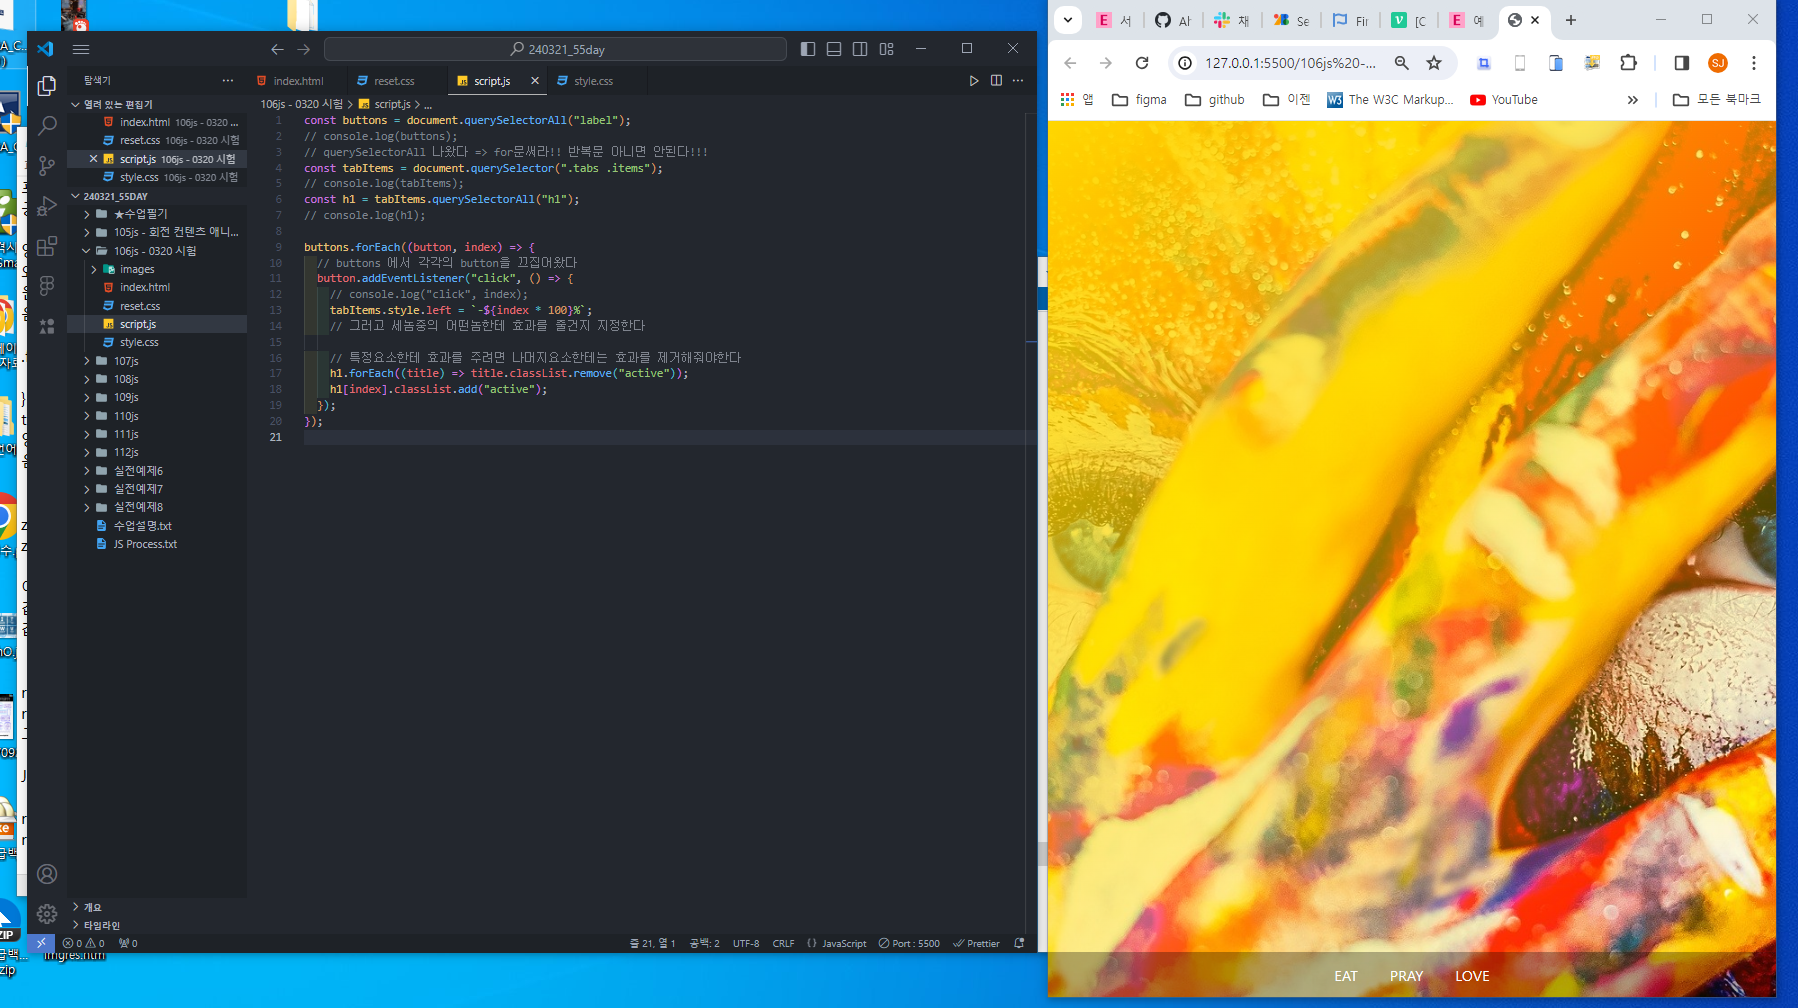 240321_55day
탐색기
index.html
reset.css
script.js
style.css
열려 있는 편집기
index.html 106js - 0320 ...
reset.css 106js - 0320 시험
script.js 106js - 0320 시험
style.css 106js - 0320 시험
240321_55DAY
★수업필기
105js - 회전 컨텐츠 애니...
106js - 0320 시험
images
index.html
reset.css
script.js
style.css
107js
108js
109js
110js
111js
112js
실전예제6
실전예제7
실전예제8
수업설명.txt
JS Process.txt
개요
타임라인
106js - 0320 시험 > script.js > ...
1 const buttons = document.querySelectorAll("label");
2 // console.log(buttons);
3 // querySelectorAll 나왔다 => for문써라!! 반복문 아니면 안된다!!!
4 const tabItems = document.querySelector(".tabs .items");
5 // console.log(tabItems);
6 const h1 = tabItems.querySelectorAll("h1");
7 // console.log(h1);
8
9 buttons.forEach((button, index) => {
10 // buttons 에서 각각의 button을 끄집어왔다
11 button.addEventListener("click", () => {
12 // console.log("click", index);
13 tabItems.style.left = `-${index * 100}%`;
14 // 그러고 세놈중의 어떤놈한테 효과를 줄건지 지정한다
15
16 // 특정요소한테 효과를 주려면 나머지요소한테는 효과를 제거해줘야한다
17 h1.forEach((title) => title.classList.remove("active"));
18 h1[index].classList.add("active");
19 });
20 });
21
0 0 0
줄 21, 열 1
공백: 2
UTF-8
CRLF
JavaScript
Port : 5500
Prettier
127.0.0.1:5500/106js%20-...
SJ
앱
figma
github
이젠
The W3C Markup...
YouTube
모든 북마크
EAT PRAY LOVE
imgres.htm